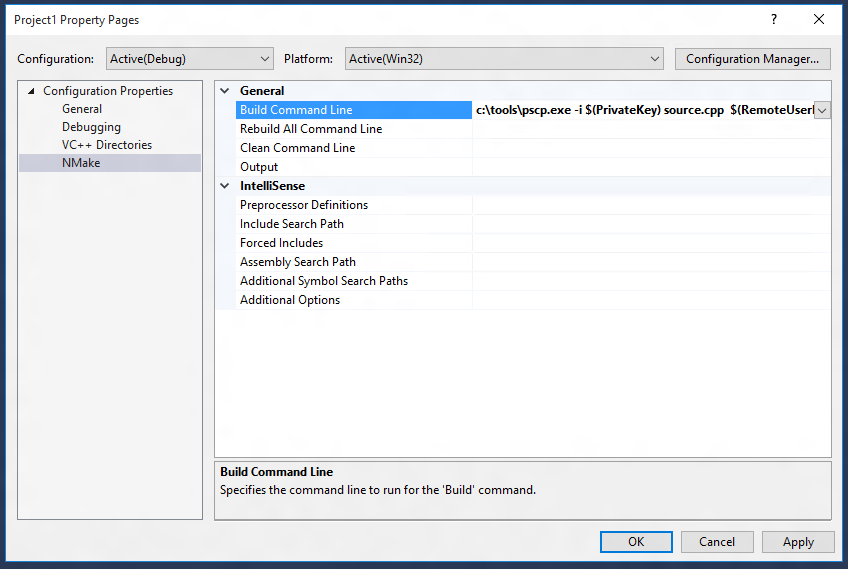 Project1 Property Pages
?
Configuration: Active(Debug) Platform: Active(Win32) Configuration Manager...
Configuration Properties
General
Debugging
VC++ Directories
NMake
General
Build Command Line c:\tools\pscp.exe -i $(PrivateKey) source.cpp $(RemoteUser
Rebuild All Command Line
Clean Command Line
Output
IntelliSense
Preprocessor Definitions
Include Search Path
Forced Includes
Assembly Search Path
Additional Symbol Search Paths
Additional Options
Build Command Line
Specifies the command line to run for the 'Build' command.
OK Cancel Apply